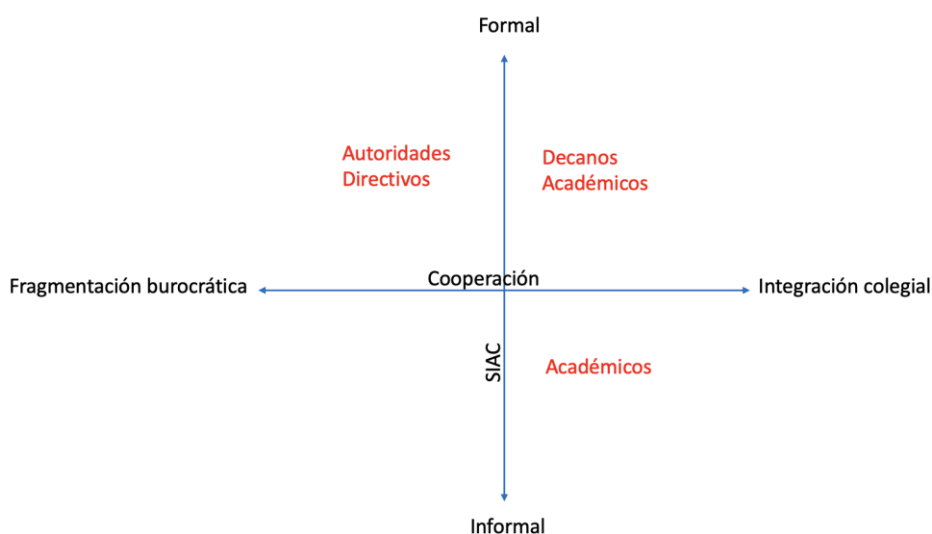 Formal
Autoridades
Directivos
Decanos
Académicos
Cooperación
Fragmentación burocrática
Integración colegial
SIAC
Académicos
Informal